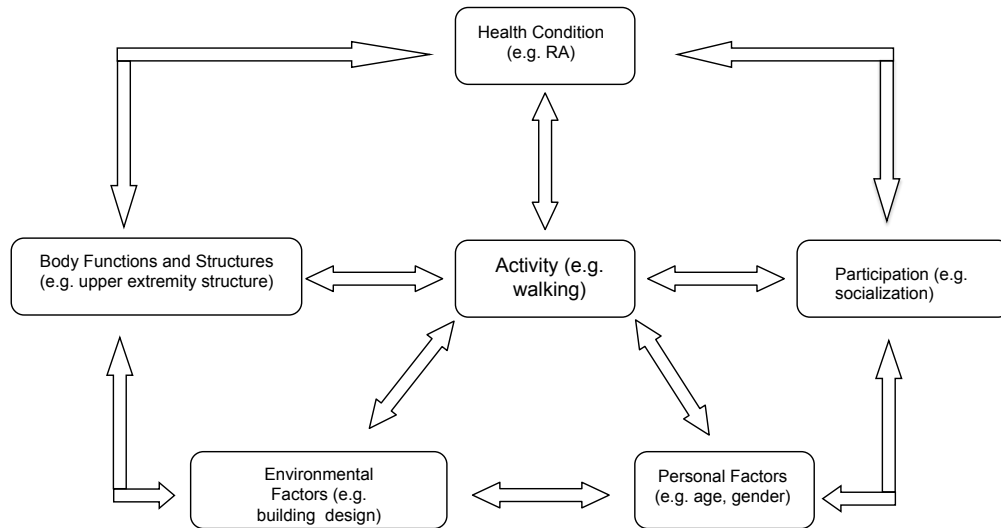 Health Condition
(e.g. RA)
Body Functions and Structures
(e.g. upper extremity structure)
Activity (e.g.
walking)
Participation (e.g.
socialization)
Environmental
Factors (e.g.
building design)
Personal Factors
(e.g. age, gender)